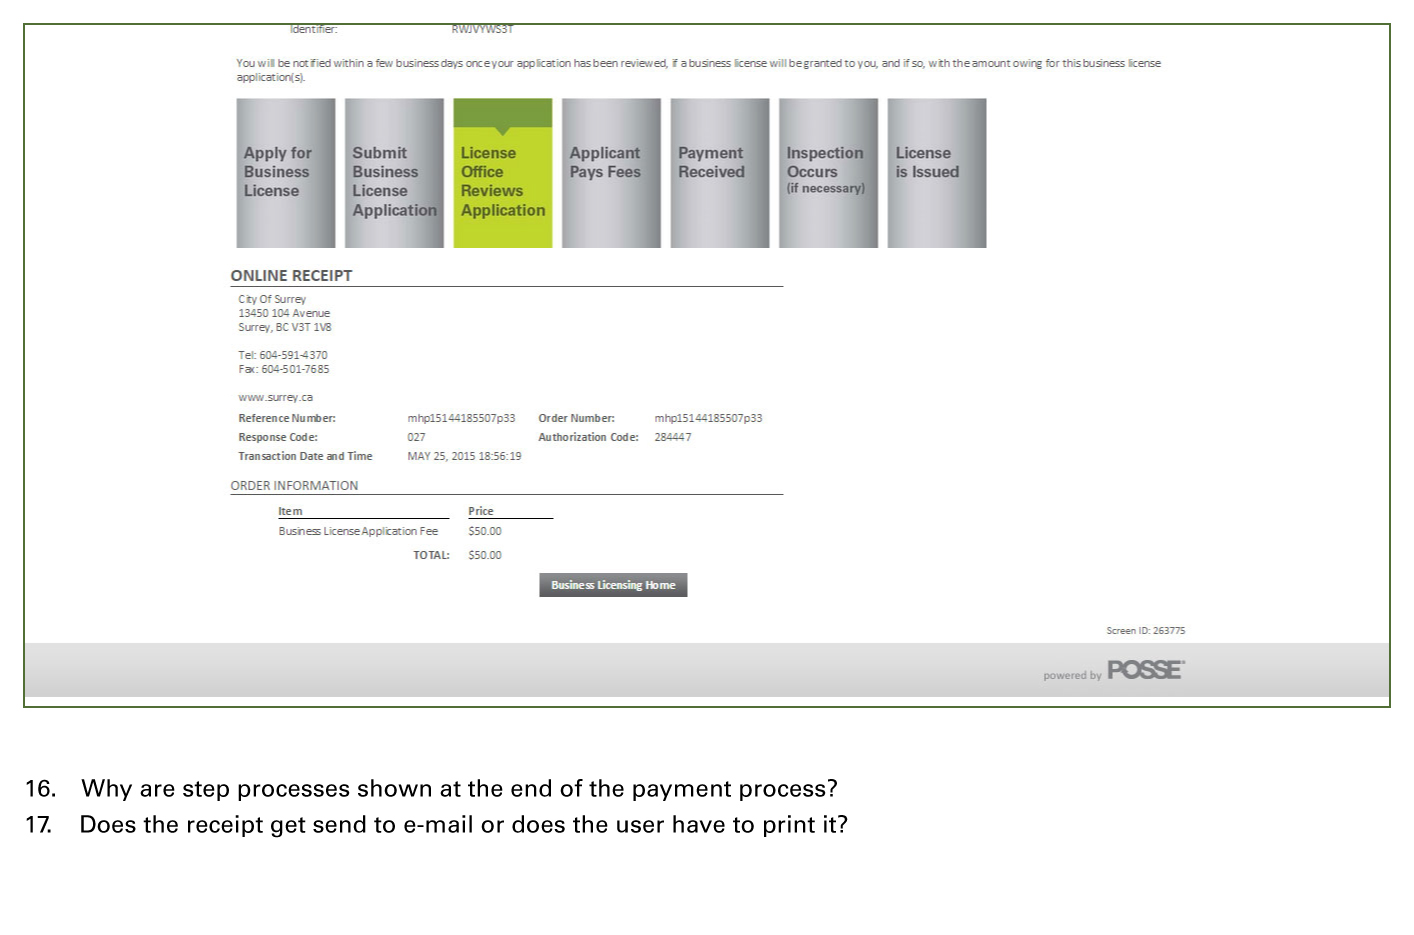 Identifier: RWJVYWS3T
You will be notified within a few business days once your application has been reviewed, if a business license will be granted to you, and if so, with the amount owing for this business license
application(s).
Apply for Business License
Submit Business License Application
License Office Reviews Application
Applicant Pays Fees
Payment Received
Inspection Occurs (if necessary)
License is Issued
ONLINE RECEIPT
City Of Surrey
13450 104 Avenue
Surrey, BC V3T 1V8
Tel: 604-591-4370
Fax: 604-501-7685
www.surrey.ca
Reference Number: mhp15144185507p33 Order Number: mhp15144185507p33
Response Code: 027 Authorization Code: 284447
Transaction Date and Time MAY 25, 2015 18:56:19
ORDER INFORMATION
Item Price
Business License Application Fee $50.00
TOTAL: $50.00
Business Licensing Home
Screen ID: 263775
powered by POSSE
16. Why are step processes shown at the end of the payment process?
17. Does the receipt get send to e-mail or does the user have to print it?